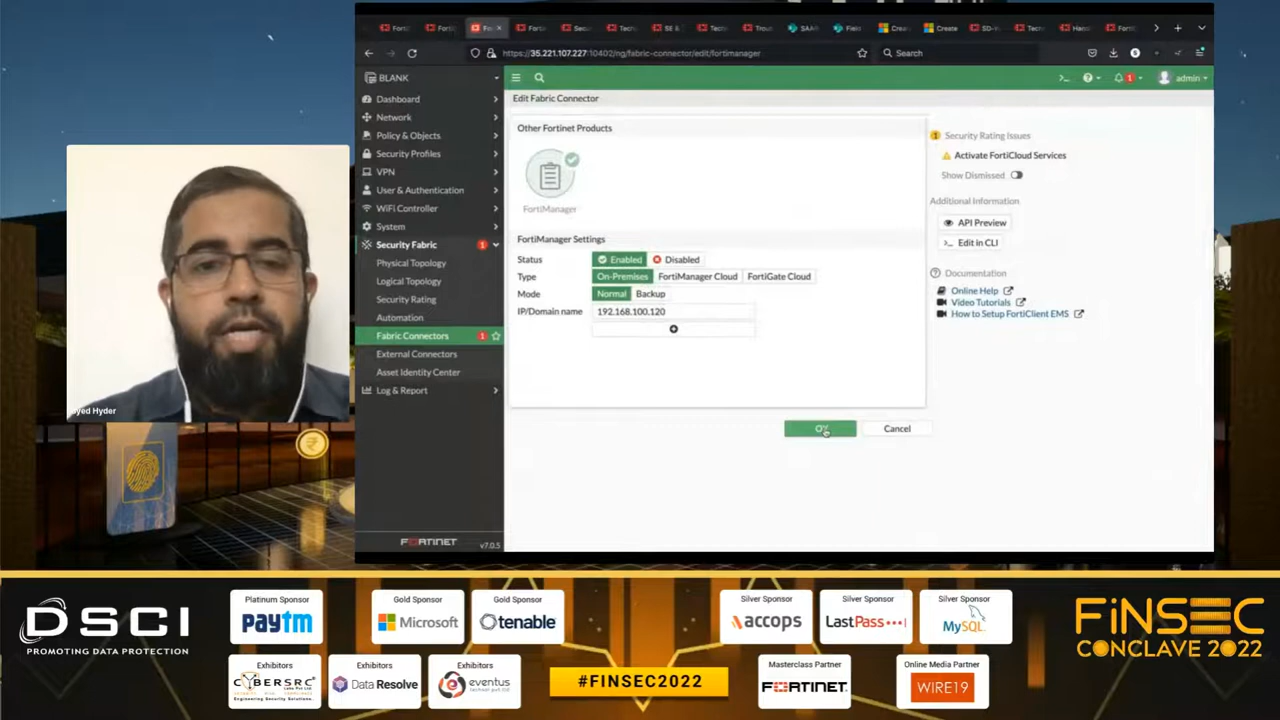 https://35.221.107.227:10402/ng/fabric-connector/edit/fortimanager
Search
BLANK
admin
Dashboard
Network
Policy & Objects
Security Profiles
VPN
User & Authentication
WiFi Controller
System
Security Fabric
1
Physical Topology
Logical Topology
Security Rating
Automation
Fabric Connectors
1
External Connectors
Asset Identity Center
Log & Report
FORTINET
v7.0.5
Edit Fabric Connector
Other Fortinet Products
FortiManager
FortiManager Settings
Status Enabled Disabled
Type On-Premises FortiManager Cloud FortiGate Cloud
Mode Normal Backup
IP/Domain name 192.168.100.120
Cancel
1 Security Rating Issues
Activate FortiCloud Services
Show Dismissed
Additional Information
API Preview
Edit in CLI
Documentation
Online Help
Video Tutorials
How to Setup FortiClient EMS
yed Hyder
DSCI
PROMOTING DATA PROTECTION
Platinum Sponsor
paytm
Gold Sponsor
Microsoft
Gold Sponsor
tenable
Silver Sponsor
accops
Silver Sponsor
LastPass
Silver Sponsor
MySQL
FINSEC
CONCLAVE 2022
Exhibitors
CYBERSRC
Exhibitors
Data Resolve
Exhibitors
eventus
#FINSEC2022
Masterclass Partner
FORTINET
Online Media Partner
WIRE19